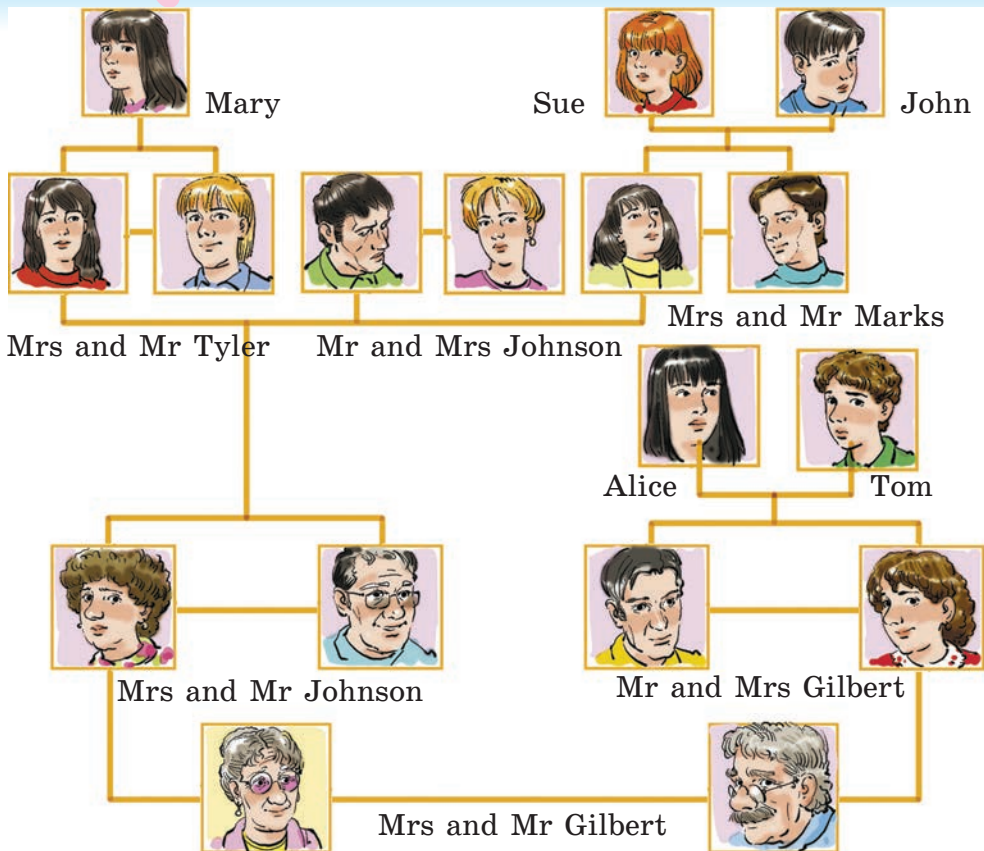 Mary
Sue
John
Mrs and Mr Marks
Mrs and Mr Tyler
Mr and Mrs Johnson
Alice
Tom
Mrs and Mr Johnson
Mr and Mrs Gilbert
Mrs and Mr Gilbert